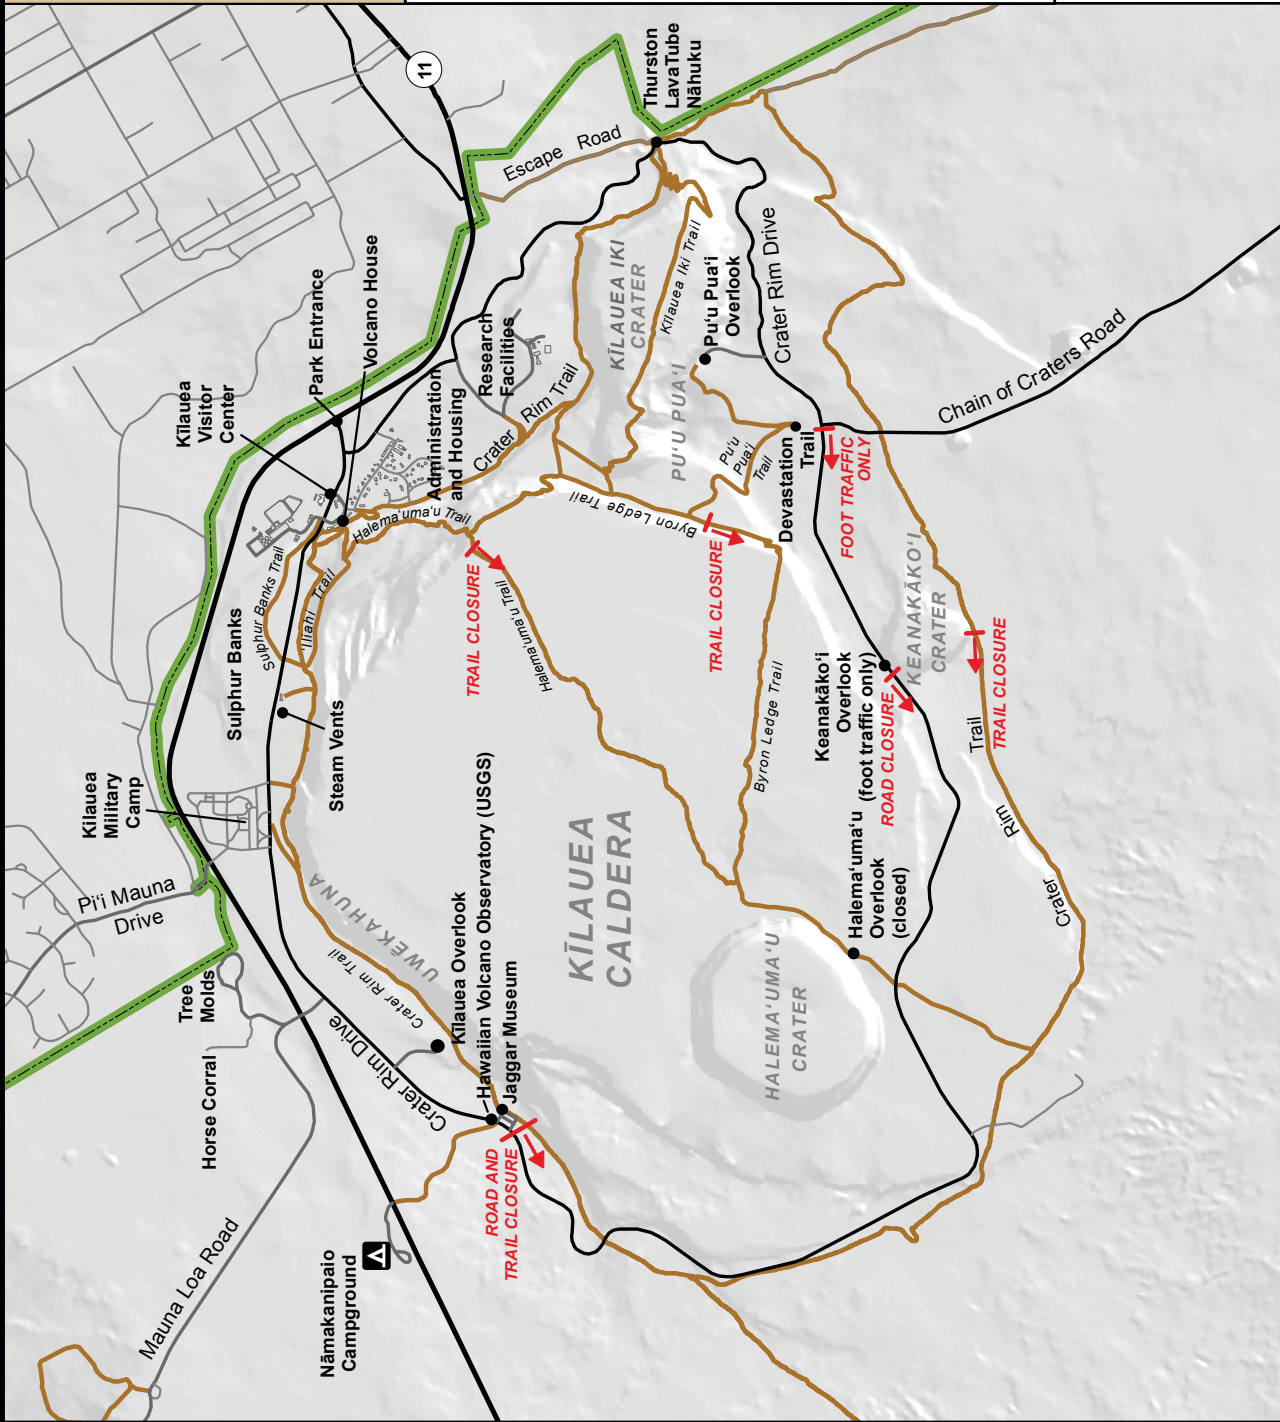 Mauna Loa Road
Horse Corral
Tree
Molds
Pi‘i Mauna
Drive
Kīlauea
Military
Camp
Sulphur Banks
Kīlauea
Visitor
Center
Park Entrance
Volcano House
11
Sulphur Banks Trail
‘Iliahi Trail
Steam Vents
Nāmakanipaio
Campground
Crater Rim Drive
Crater Rim Trail
UWĒKAHUNA
Kīlauea Overlook
Hawaiian Volcano Observatory (USGS)
Jaggar Museum
ROAD AND
TRAIL CLOSURE
Halema‘uma‘u Trail
Administration
and Housing
Research
Facilities
Escape Road
Crater Rim Trail
TRAIL CLOSURE
Halema‘uma‘u Trail
KĪLAUEA
CALDERA
Byron Ledge Trail
KĪLAUEA IKI
CRATER
Kīlauea Iki Trail
Thurston
LavaTube
Nāhuku
PU‘U PUA‘I
Pu‘u Pua‘i
Overlook
Pu‘u
Pua‘i
Trail
TRAIL CLOSURE
Byron Ledge Trail
Crater Rim Drive
Devastation
Trail
HALEMA‘UMA‘U
CRATER
Halema‘uma‘u
Overlook
(closed)
Keanakāko‘i
Overlook
(foot traffic only)
ROAD CLOSURE
FOOT TRAFFIC
ONLY
KEANAKĀKO‘I
CRATER
Chain of Craters Road
TRAIL CLOSURE
Crater Rim Trail